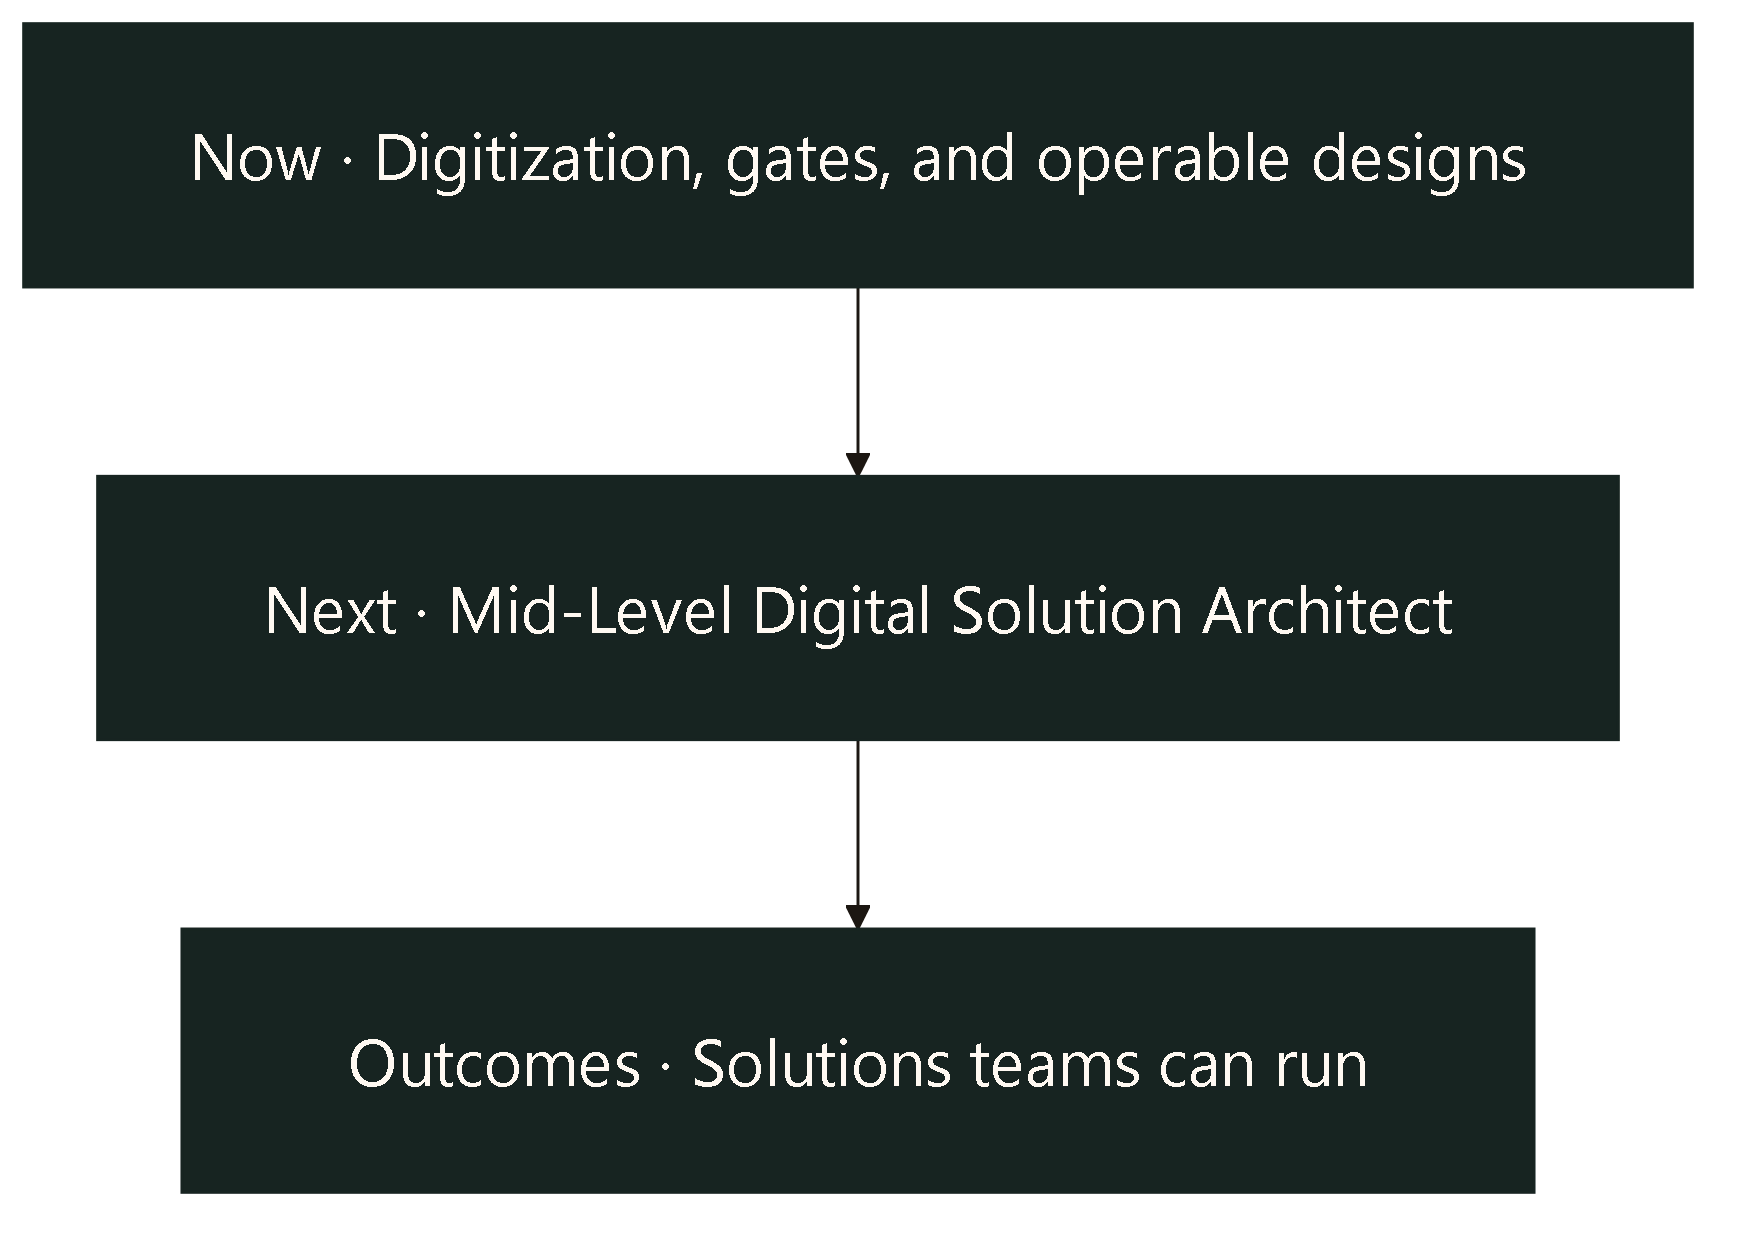 Now · Digitization, gates, and operable designs
Next · Mid-Level Digital Solution Architect
Outcomes · Solutions teams can run